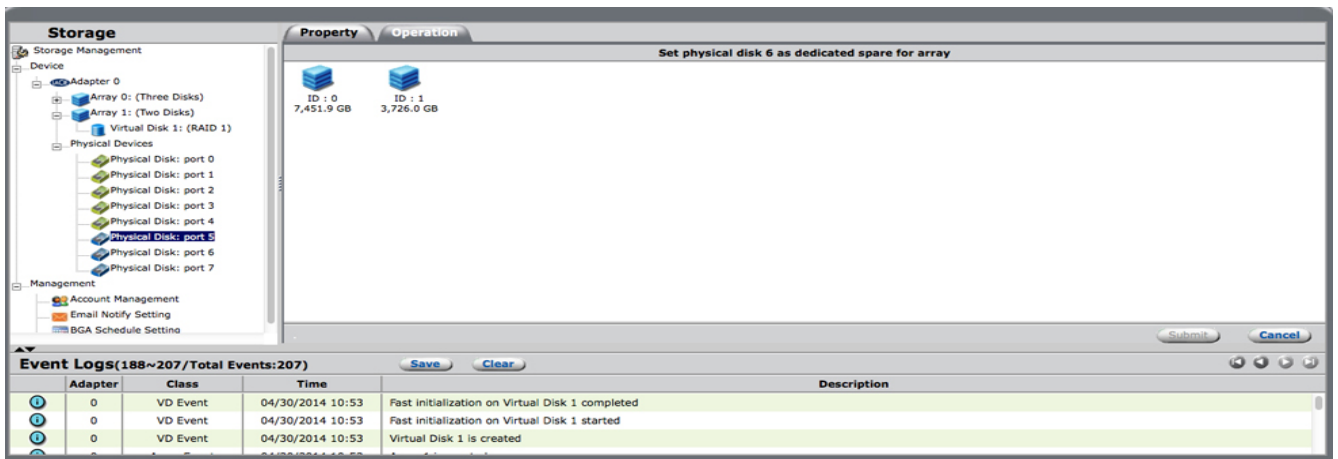 Storage
Storage Management
Device
Adapter 0
Array 0: (Three Disks)
Array 1: (Two Disks)
Virtual Disk 1: (RAID 1)
Physical Devices
Physical Disk: port 0
Physical Disk: port 1
Physical Disk: port 2
Physical Disk: port 3
Physical Disk: port 4
Physical Disk: port 5
Physical Disk: port 6
Physical Disk: port 7
Management
Account Management
Email Notify Setting
BGA Schedule Setting
Property Operation
Set physical disk 6 as dedicated spare for array
ID : 0 ID : 1
7,451.9 GB 3,726.0 GB
Submit Cancel
Event Logs(188~207/Total Events:207) Save Clear
Adapter Class Time Description
0 VD Event 04/30/2014 10:53 Fast initialization on Virtual Disk 1 completed
0 VD Event 04/30/2014 10:53 Fast initialization on Virtual Disk 1 started
0 VD Event 04/30/2014 10:53 Virtual Disk 1 is created